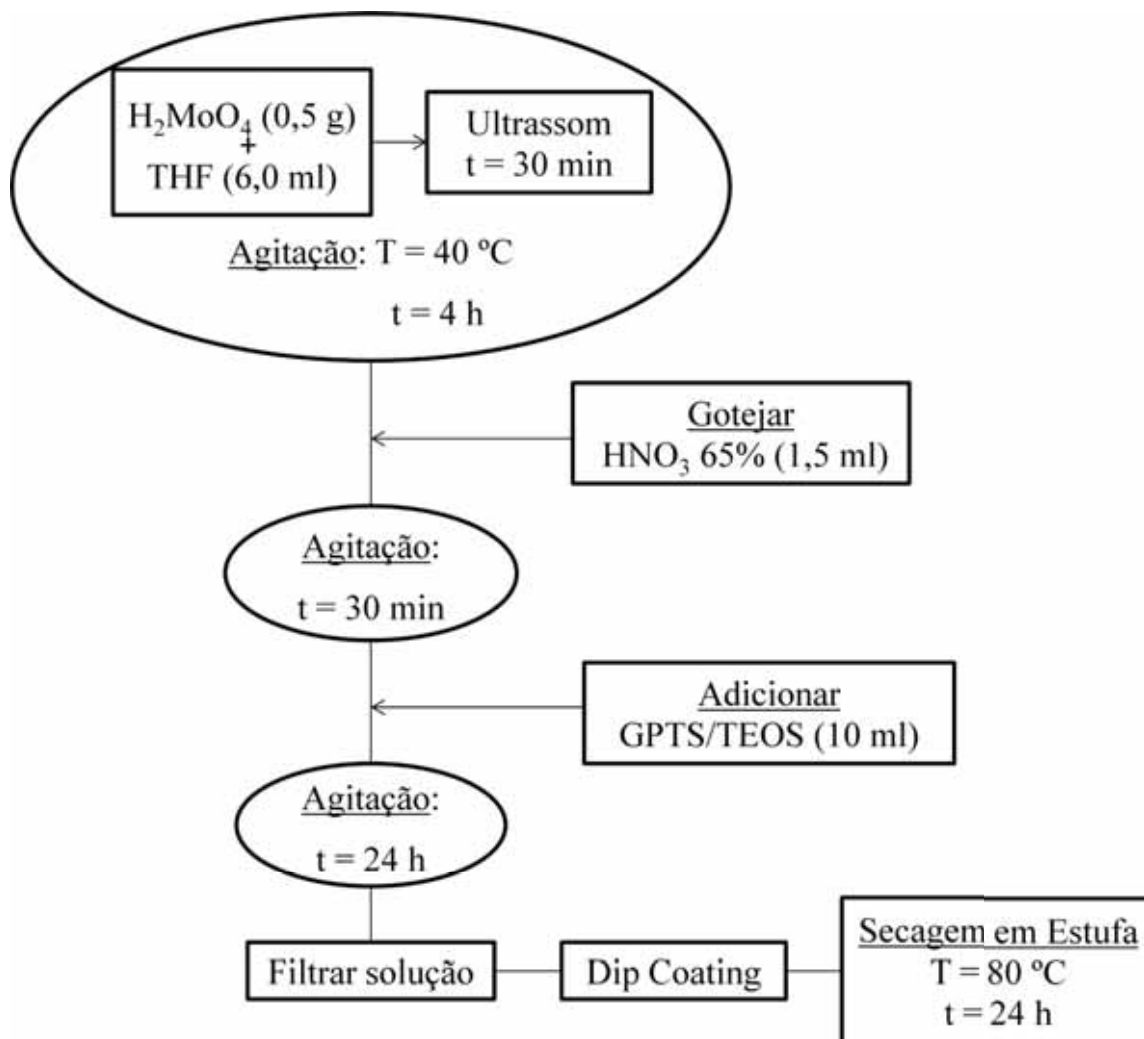 H₂MoO₄ (0,5 g)
+
THF (6,0 ml)
Ultrassom
t = 30 min
Agitação: T = 40 ºC
t = 4 h
Gotejar
HNO₃ 65% (1,5 ml)
Agitação:
t = 30 min
Adicionar
GPTS/TEOS (10 ml)
Agitação:
t = 24 h
Filtrar solução
Dip Coating
Secagem em Estufa
T = 80 ºC
t = 24 h